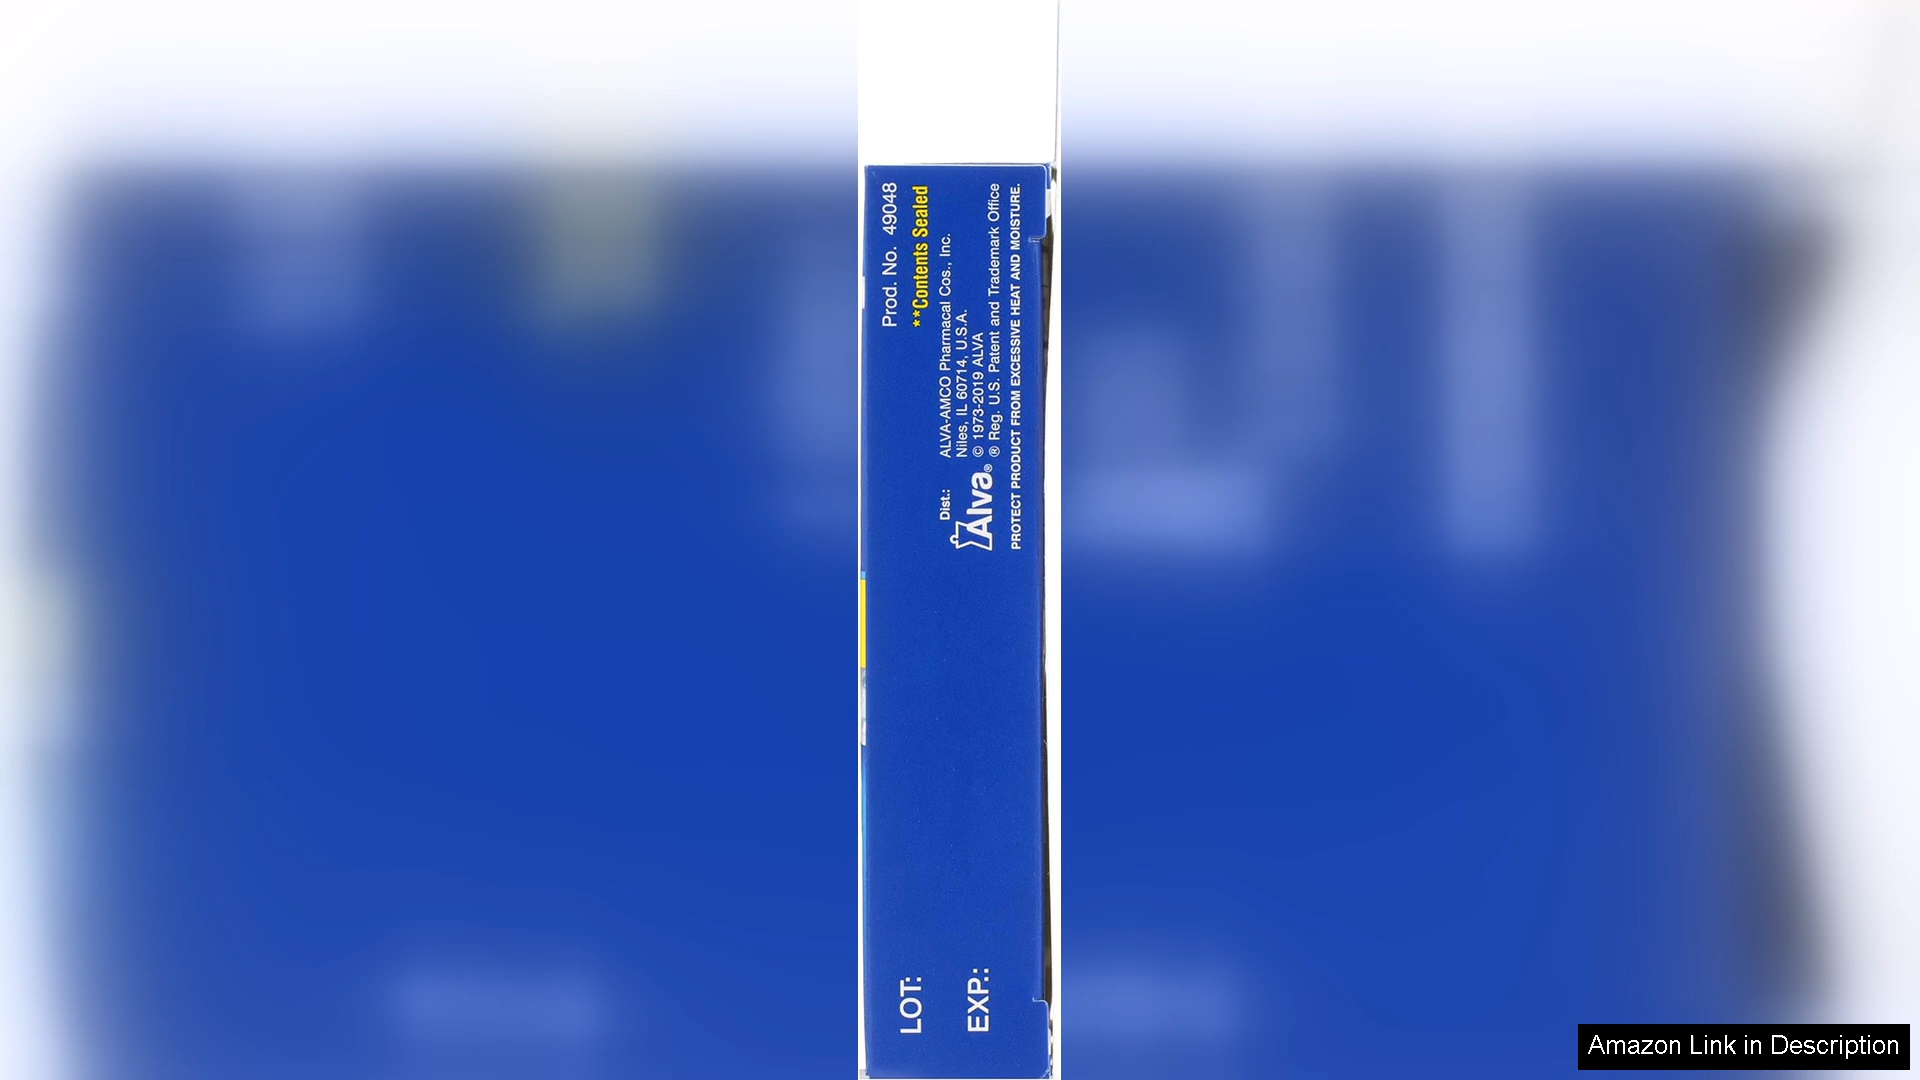 Prod. No. 49048
**Contents Sealed
Dist.:
ALVA-AMCO Pharmacal Cos., Inc.
Niles, IL 60714, U.S.A.
© 1973-2019 ALVA
® Reg. U.S. Patent and Trademark Office
Alva®
PROTECT PRODUCT FROM EXCESSIVE HEAT AND MOISTURE.
LOT:
EXP.:
Amazon Link in Description